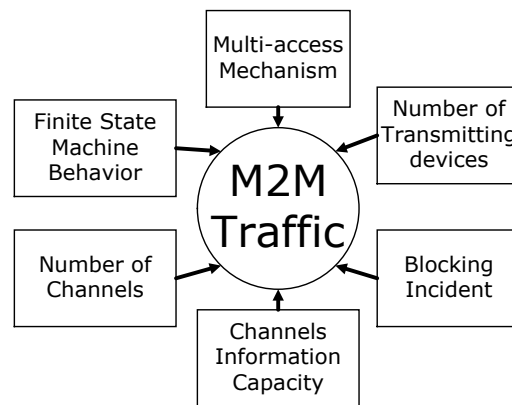 Multi-access
Mechanism
Finite State
Machine
Behavior
Number of
Transmitting
devices
M2M
Traffic
Number of
Channels
Blocking
Incident
Channels
Information
Capacity